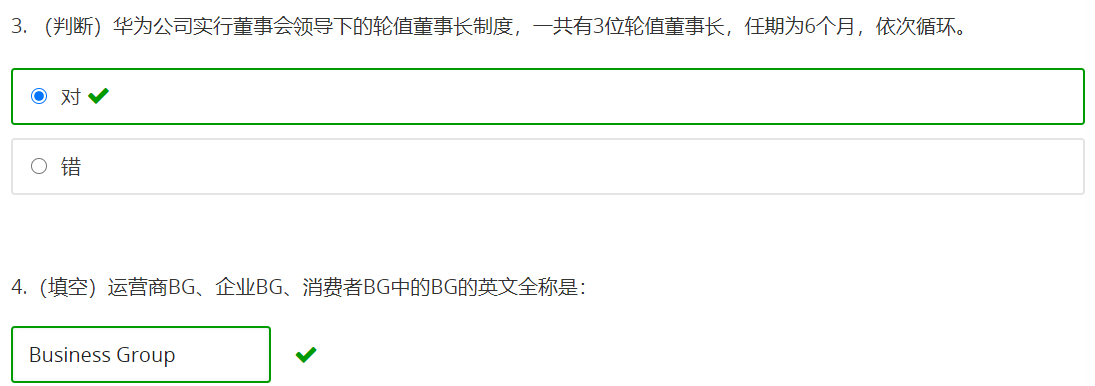 3. （判断）华为公司实行董事会领导下的轮值董事长制度，一共有3位轮值董事长，任期为6个月，依次循环。
对
错
4.（填空）运营商BG、企业BG、消费者BG中的BG的英文全称是：
Business Group